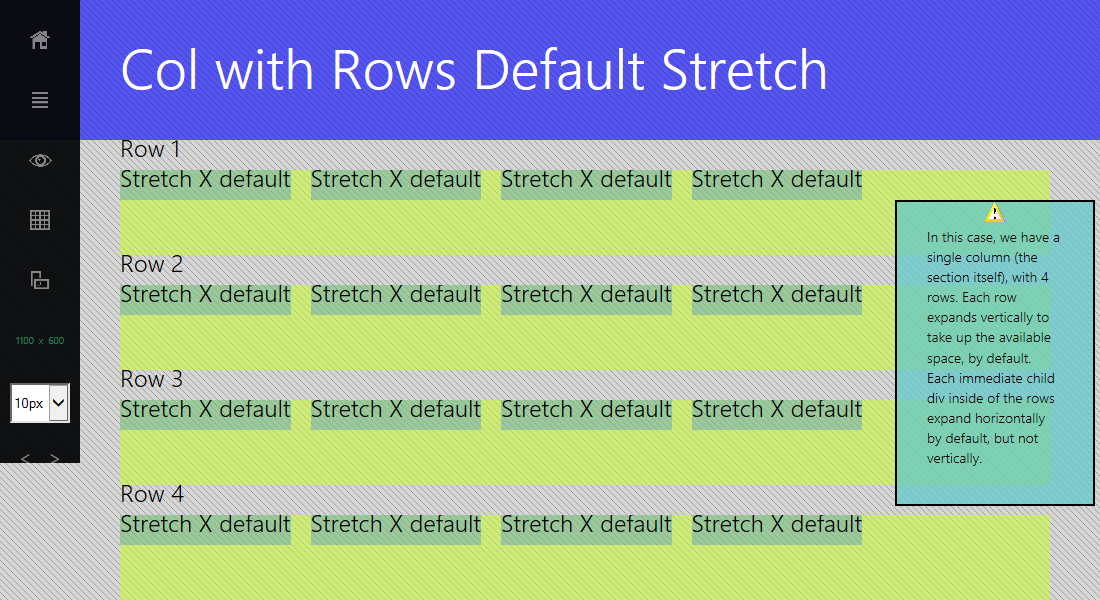 Col with Rows Default Stretch
Row 1
Stretch X default Stretch X default Stretch X default Stretch X default
Row 2
Stretch X default Stretch X default Stretch X default Stretch X default
Row 3
Stretch X default Stretch X default Stretch X default Stretch X default
Row 4
Stretch X default Stretch X default Stretch X default Stretch X default
In this case, we have a
single column (the
section itself), with 4
rows. Each row
expands vertically to
take up the available
space, by default.
Each immediate child
div inside of the rows
expand horizontally
by default, but not
vertically.
1100 x 600
10px